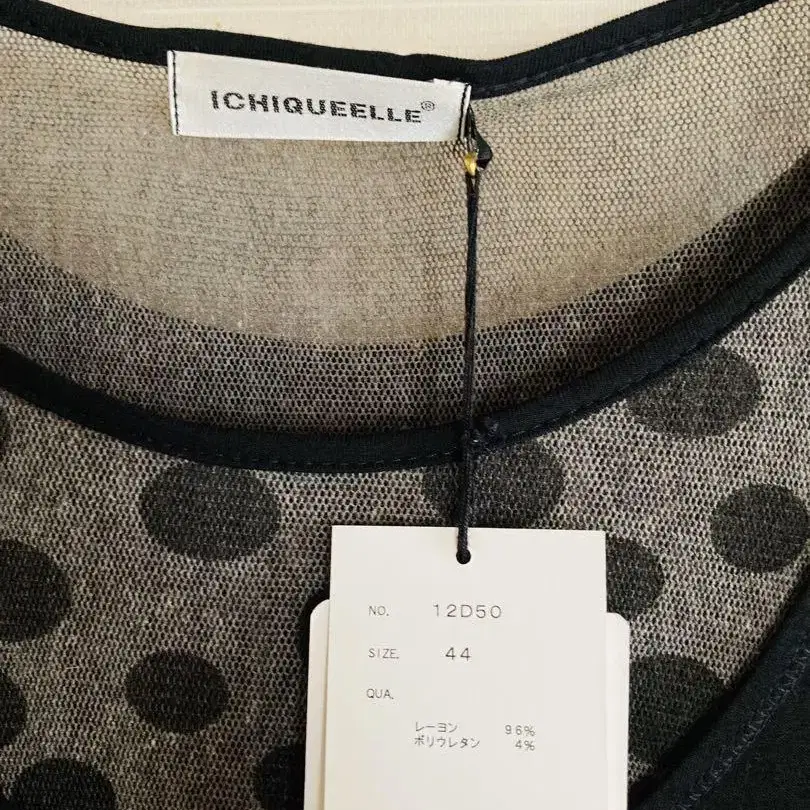 ICHIQUEELLE®
NO. 12D50
SIZE. 44
QUA.
レーヨン 96%
ポリウレタン 4%